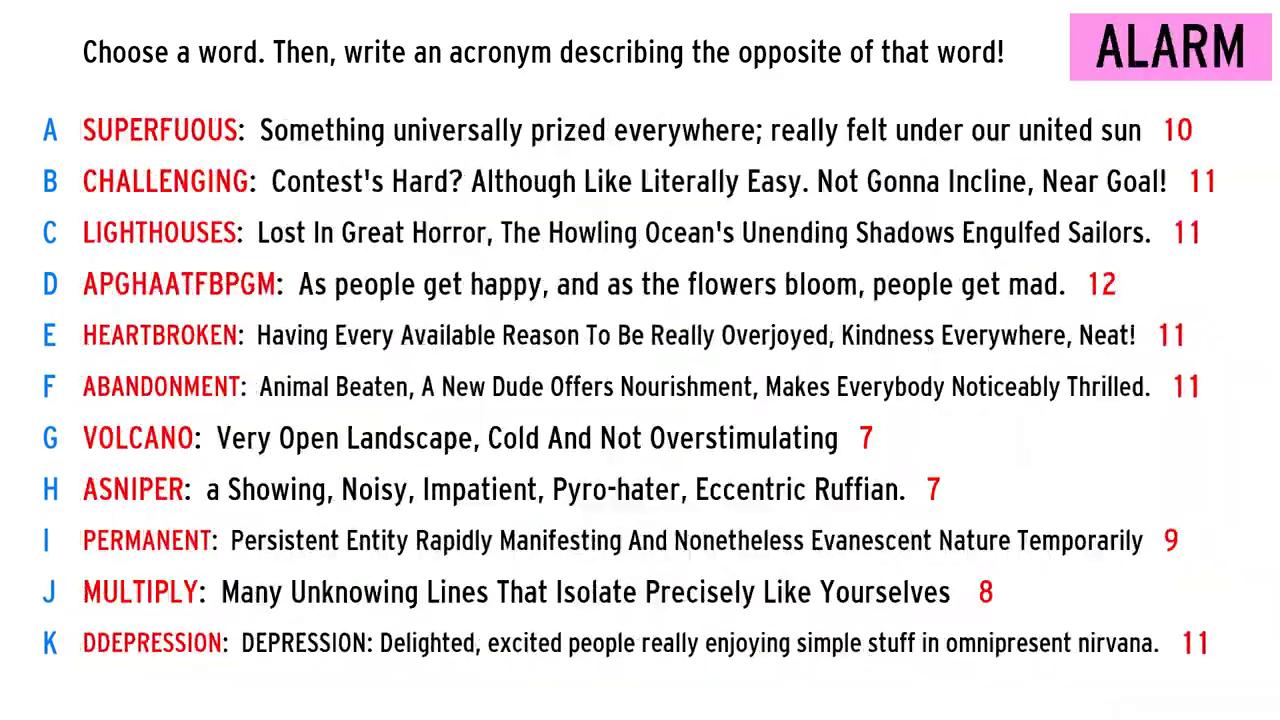 Choose a word. Then, write an acronym describing the opposite of that word!
ALARM
A SUPERFUOUS: Something universally prized everywhere; really felt under our united sun 10
B CHALLENGING: Contest's Hard? Although Like Literally Easy. Not Gonna Incline, Near Goal! 11
C LIGHTHOUSES: Lost In Great Horror, The Howling Ocean's Unending Shadows Engulfed Sailors. 11
D APGHAATFBPGM: As people get happy, and as the flowers bloom, people get mad. 12
E HEARTBROKEN: Having Every Available Reason To Be Really Overjoyed, Kindness Everywhere, Neat! 11
F ABANDONMENT: Animal Beaten, A New Dude Offers Nourishment, Makes Everybody Noticeably Thrilled. 11
G VOLCANO: Very Open Landscape, Cold And Not Overstimulating 7
H ASNIPER: a Showing, Noisy, Impatient, Pyro-hater, Eccentric Ruffian. 7
I PERMANENT: Persistent Entity Rapidly Manifesting And Nonetheless Evanescent Nature Temporarily 9
J MULTIPLY: Many Unknowing Lines That Isolate Precisely Like Yourselves 8
K DDEPRESSION: DEPRESSION: Delighted, excited people really enjoying simple stuff in omnipresent nirvana. 11